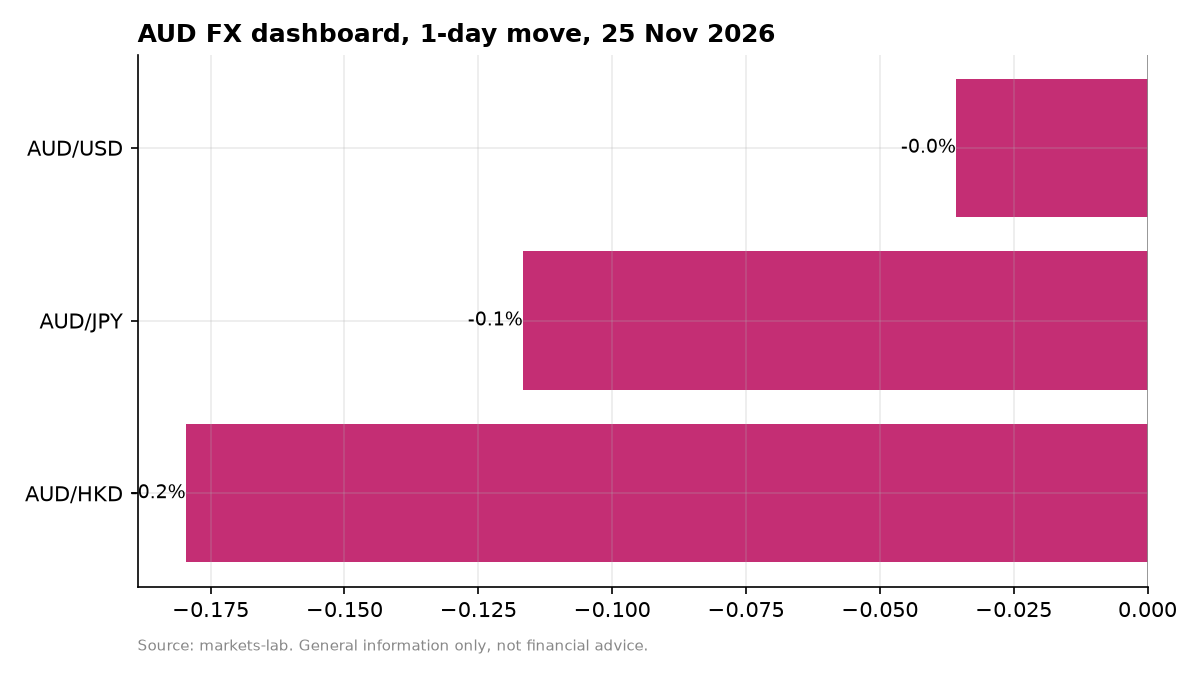 AUD FX dashboard, 1-day move, 25 Nov 2026
AUD/USD
-0.0%
AUD/JPY
-0.1%
AUD/HKD
-0.2%
−0.175 −0.150 −0.125 −0.100 −0.075 −0.050 −0.025 0.000
Source: markets-lab. General information only, not financial advice.